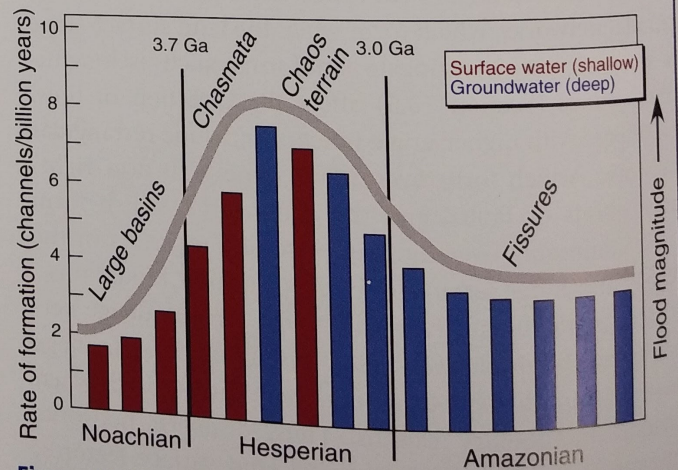 Rate of formation (channels/billion years)
10
8
6
4
2
0
3.7 Ga
3.0 Ga
Large basins
Chasmata
Chaos
terrain
Fissures
Surface water (shallow)
Groundwater (deep)
Flood magnitude
Noachian
Hesperian
Amazonian